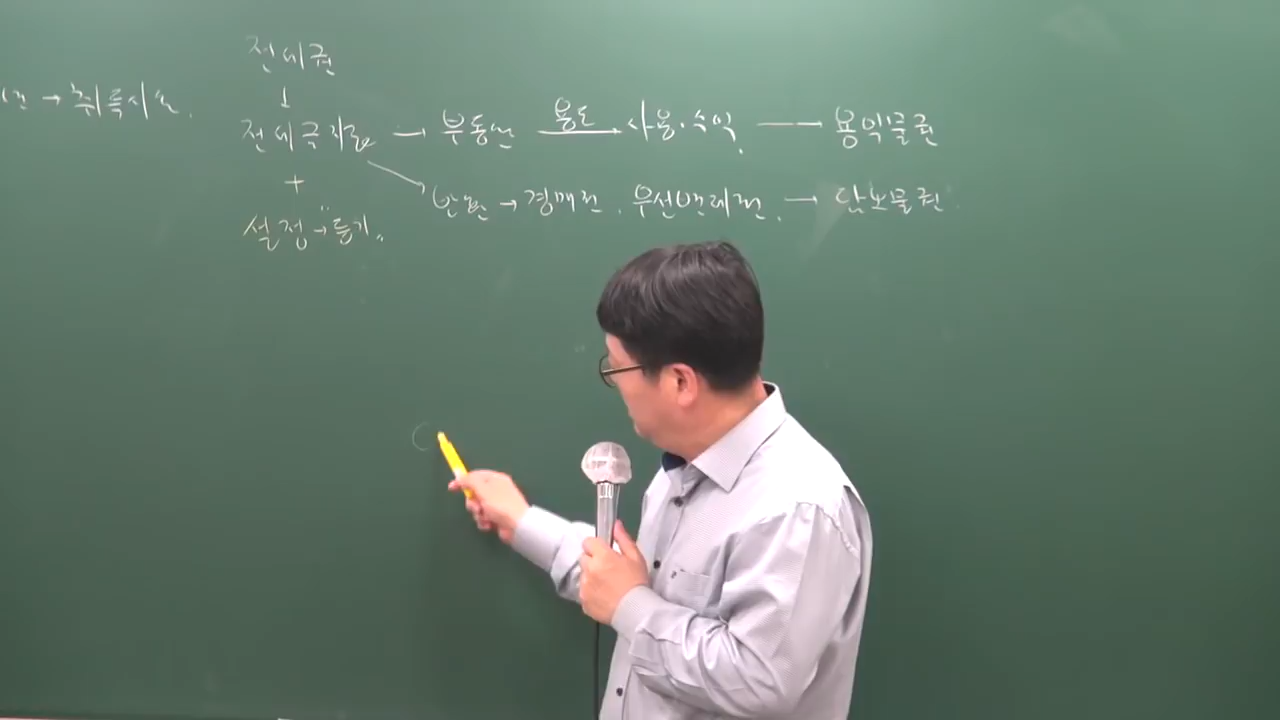 전세권
→ 취득시효.
↓
전세금지급 → 부동산 용도 → 사용·수익. — 용익물권
+
반환 → 경매권. 우선변제권. → 담보물권.
설정 → 등기.